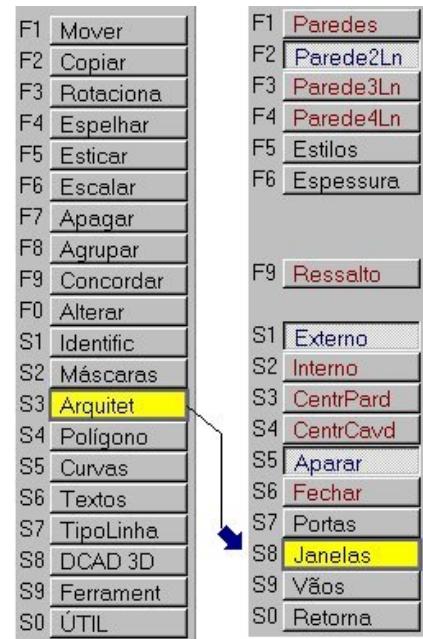 F1 Mover
F2 Copiar
F3 Rotaciona
F4 Espelhar
F5 Esticar
F6 Escalar
F7 Apagar
F8 Agrupar
F9 Concordar
F0 Alterar
S1 Identific
S2 Máscaras
S3 Arquitet
S4 Polígono
S5 Curvas
S6 Textos
S7 TipoLinha
S8 DCAD 3D
S9 Ferrament
S0 ÚTIL
F1 Paredes
F2 Parede2Ln
F3 Parede3Ln
F4 Parede4Ln
F5 Estilos
F6 Espessura
F9 Ressalto
S1 Externo
S2 Interno
S3 CentrPard
S4 CentrCavd
S5 Aparar
S6 Fechar
S7 Portas
S8 Janelas
S9 Vãos
S0 Retorna